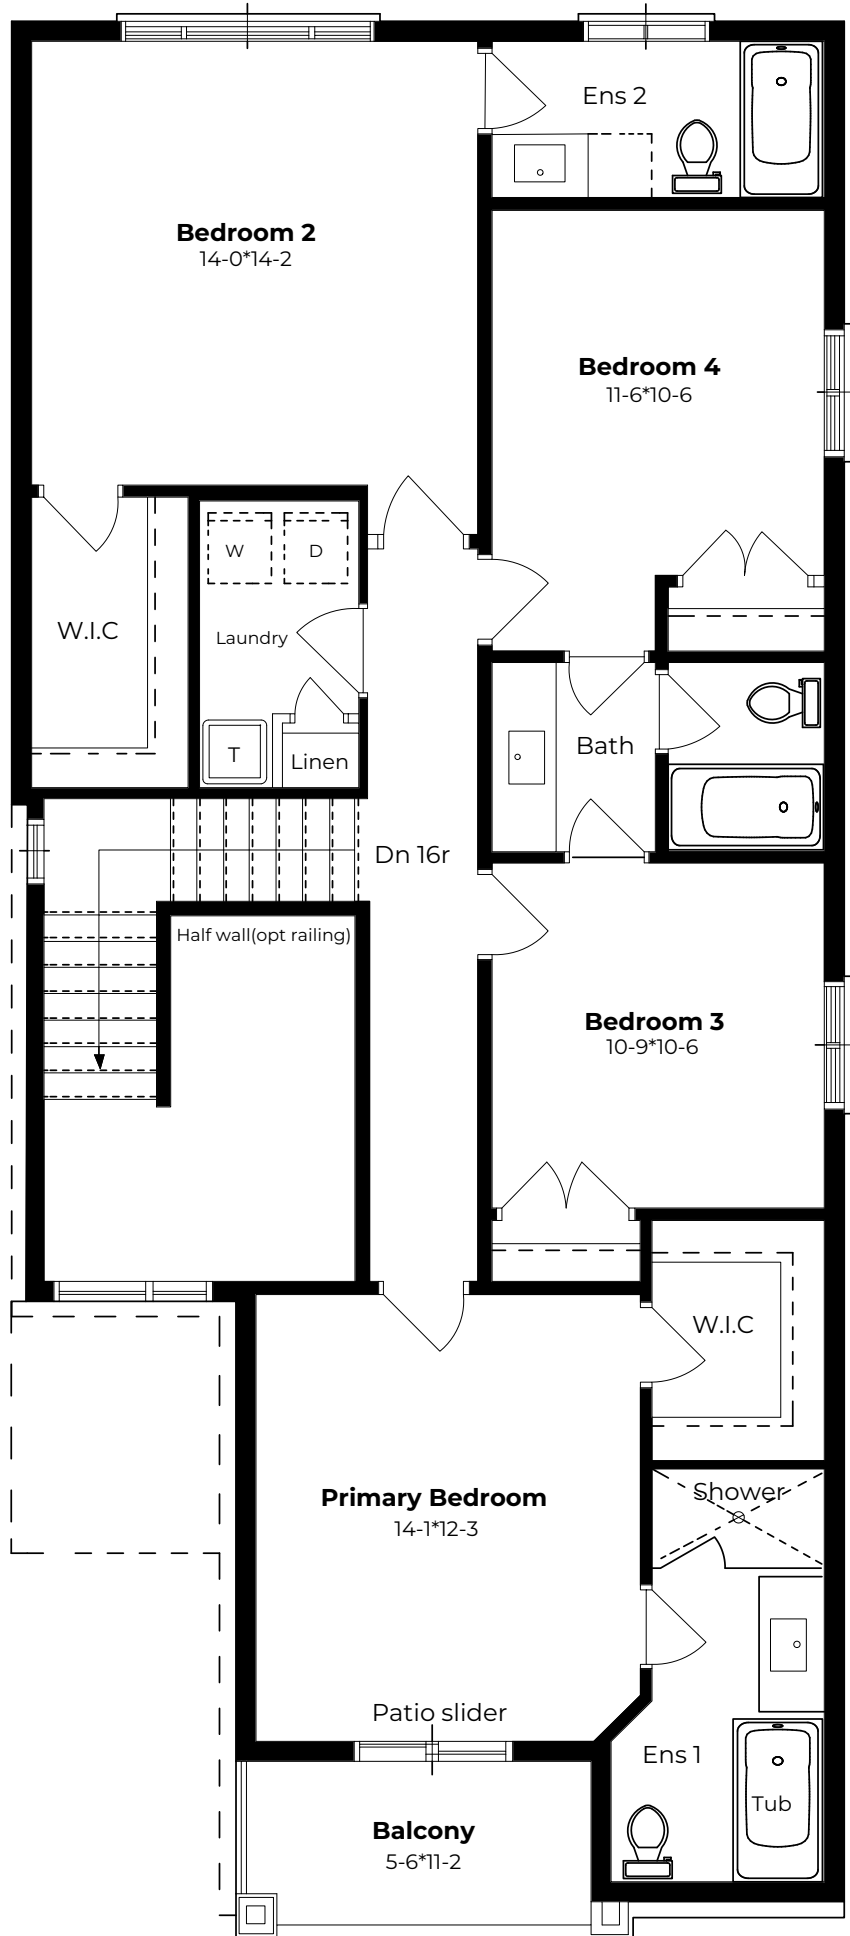 Ens 2
Bedroom 2
14-0*14-2
Bedroom 4
11-6*10-6
W
D
W.I.C
Laundry
T
Linen
Bath
Dn 16r
Half wall(opt railing)
Bedroom 3
10-9*10-6
W.I.C
Primary Bedroom
14-1*12-3
Shower
Patio slider
Ens 1
Tub
Balcony
5-6*11-2